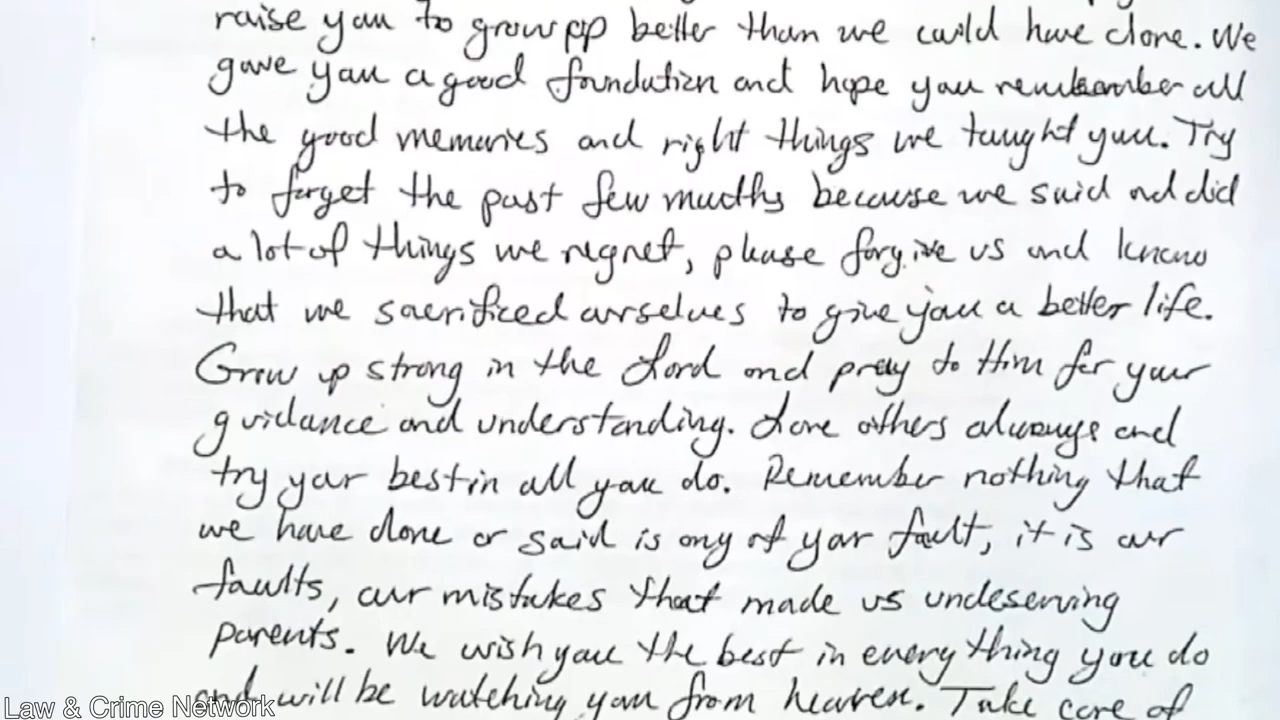 raise you to grow up better than we could have done. We
gave you a good foundation and hope you remember all
the good memories and right things we taught you. Try
to forget the past few months because we said and did
a lot of things we regret, please forgive us and know
that we sacrificed ourselves to give you a better life.
Grow up strong in the Lord and pray to Him for your
guidance and understanding. Love others always and
try your best in all you do. Remember nothing that
we have done or said is any of your fault, it is our
faults, our mistakes that made us undeserving
parents. We wish you the best in everything you do
and will be watching you from heaven. Take care of
Law & Crime Network